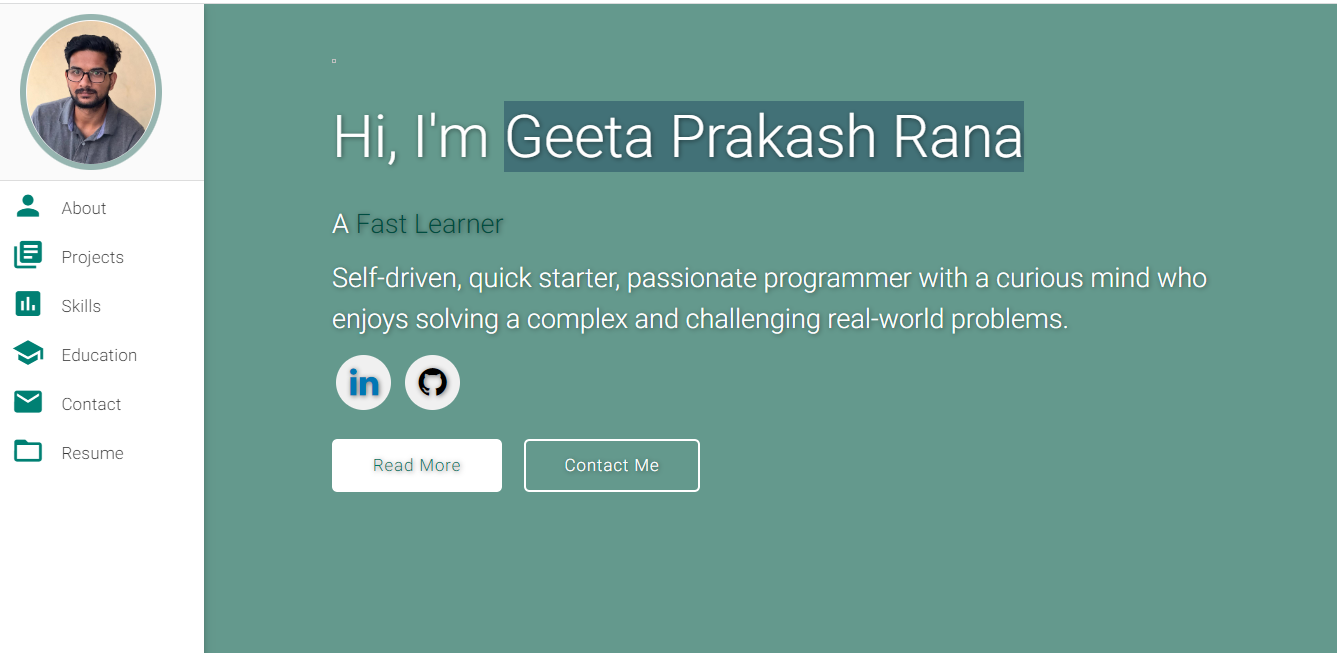 About
Projects
Skills
Education
Contact
Resume
Hi, I'm Geeta Prakash Rana
A Fast Learner
Self-driven, quick starter, passionate programmer with a curious mind who
enjoys solving a complex and challenging real-world problems.
in
Read More
Contact Me